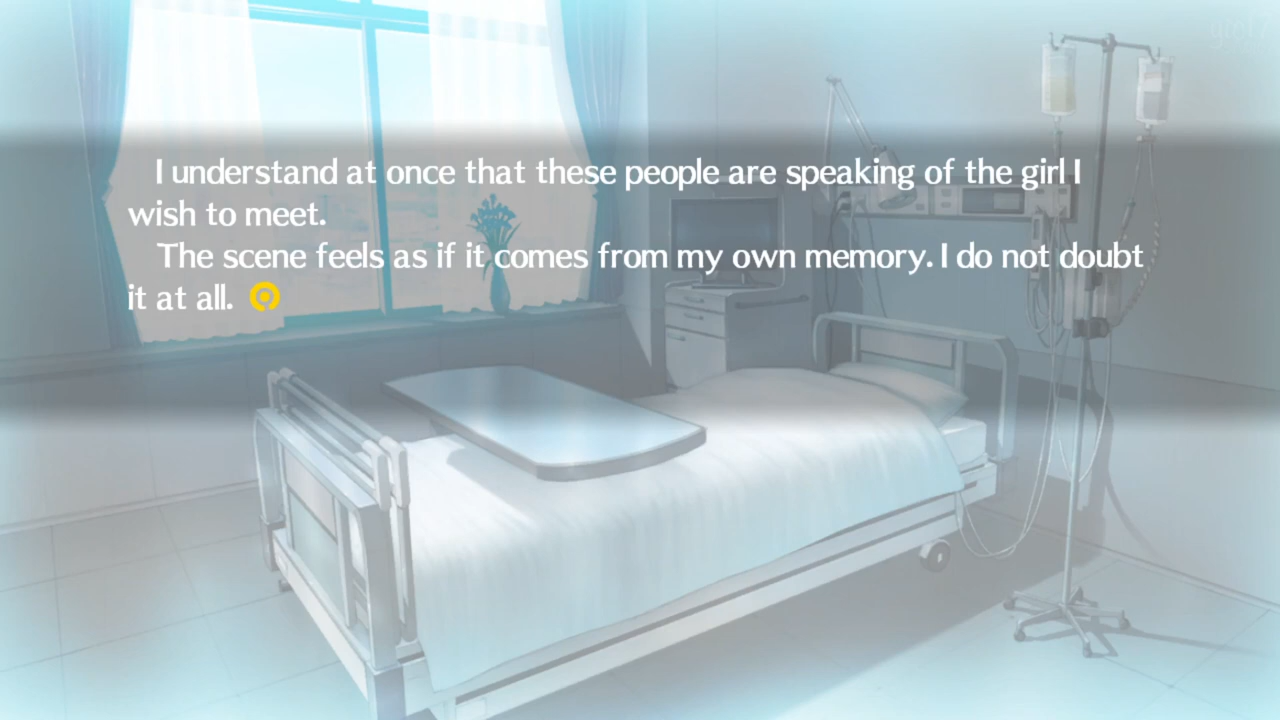 I understand at once that these people are speaking of the girl I
wish to meet.
The scene feels as if it comes from my own memory. I do not doubt
it at all.